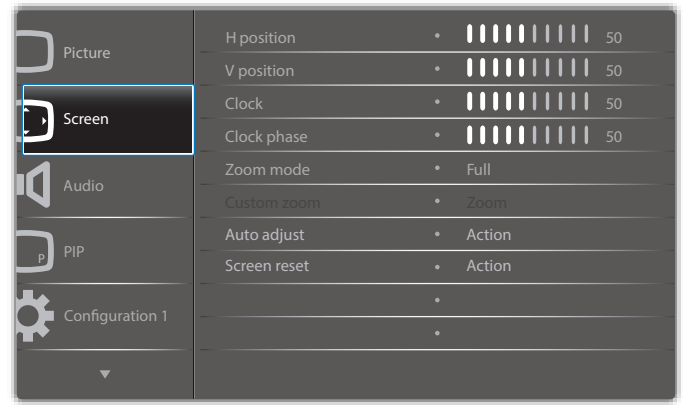 Picture
Screen
Audio
P
PIP
Configuration 1
H position • 50
V position • 50
Clock • 50
Clock phase • 50
Zoom mode • Full
Custom zoom • Zoom
Auto adjust • Action
Screen reset • Action
•
•